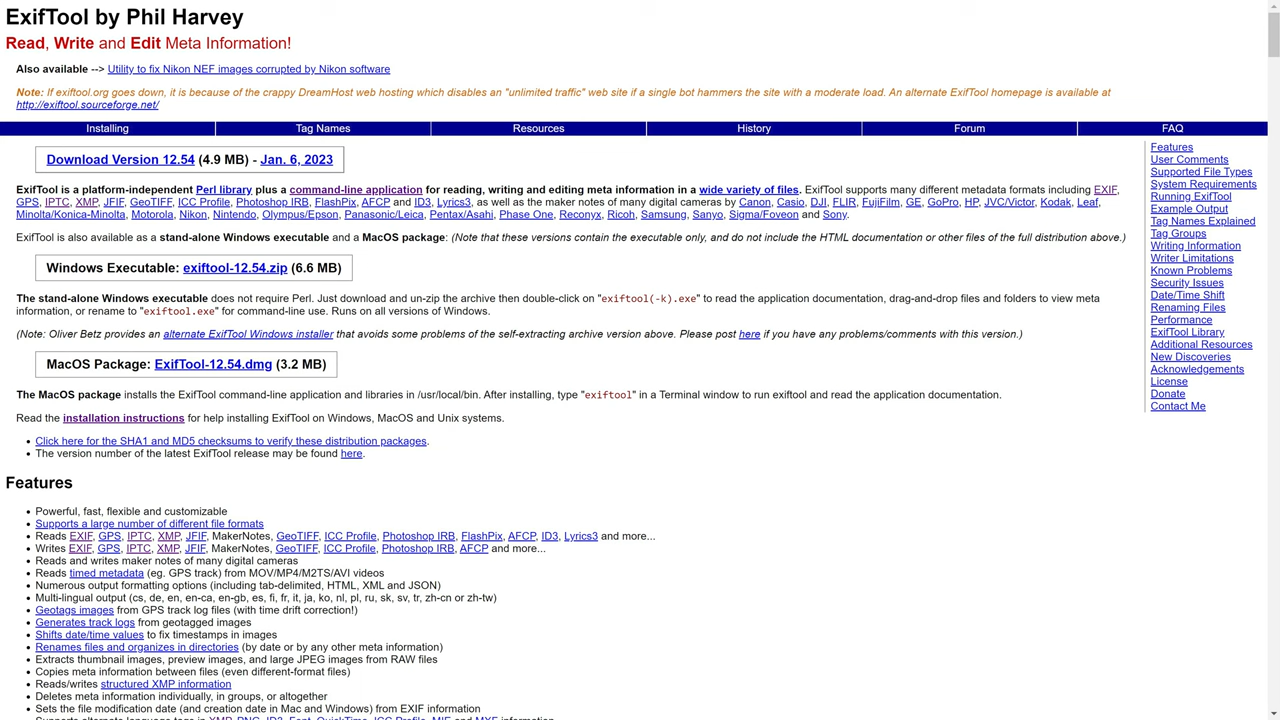 ExifTool by Phil Harvey
Read, Write and Edit Meta Information!
Also available --> Utility to fix Nikon NEF images corrupted by Nikon software
Note: If exiftool.org goes down, it is because of the crappy DreamHost web hosting which disables an "unlimited traffic" web site if a single bot hammers the site with a moderate load. An alternate ExifTool homepage is available at
http://exiftool.sourceforge.net/
Installing Tag Names Resources History Forum FAQ
Download Version 12.54 (4.9 MB) - Jan. 6, 2023
ExifTool is a platform-independent Perl library plus a command-line application for reading, writing and editing meta information in a wide variety of files. ExifTool supports many different metadata formats including EXIF,
GPS, IPTC, XMP, JFIF, GeoTIFF, ICC Profile, Photoshop IRB, FlashPix, AFCP and ID3, Lyrics3, as well as the maker notes of many digital cameras by Canon, Casio, DJI, FLIR, FujiFilm, GE, GoPro, HP, JVC/Victor, Kodak, Leaf,
Minolta/Konica-Minolta, Motorola, Nikon, Nintendo, Olympus/Epson, Panasonic/Leica, Pentax/Asahi, Phase One, Reconyx, Ricoh, Samsung, Sanyo, Sigma/Foveon and Sony.
ExifTool is also available as a stand-alone Windows executable and a MacOS package: (Note that these versions contain the executable only, and do not include the HTML documentation or other files of the full distribution above.)
Windows Executable: exiftool-12.54.zip (6.6 MB)
The stand-alone Windows executable does not require Perl. Just download and un-zip the archive then double-click on "exiftool(-k).exe" to read the application documentation, drag-and-drop files and folders to view meta
information, or rename to "exiftool.exe" for command-line use. Runs on all versions of Windows.
(Note: Oliver Betz provides an alternate ExifTool Windows installer that avoids some problems of the self-extracting archive version above. Please post here if you have any problems/comments with this version.)
MacOS Package: ExifTool-12.54.dmg (3.2 MB)
The MacOS package installs the ExifTool command-line application and libraries in /usr/local/bin. After installing, type "exiftool" in a Terminal window to run exiftool and read the application documentation.
Read the installation instructions for help installing ExifTool on Windows, MacOS and Unix systems.
• Click here for the SHA1 and MD5 checksums to verify these distribution packages.
• The version number of the latest ExifTool release may be found here.
Features
• Powerful, fast, flexible and customizable
• Supports a large number of different file formats
• Reads EXIF, GPS, IPTC, XMP, JFIF, MakerNotes, GeoTIFF, ICC Profile, Photoshop IRB, FlashPix, AFCP, ID3, Lyrics3 and more...
• Writes EXIF, GPS, IPTC, XMP, JFIF, MakerNotes, GeoTIFF, ICC Profile, Photoshop IRB, AFCP and more...
• Reads and writes maker notes of many digital cameras
• Reads timed metadata (eg. GPS track) from MOV/MP4/M2TS/AVI videos
• Numerous output formatting options (including tab-delimited, HTML, XML and JSON)
• Multi-lingual output (cs, de, en, en-ca, en-gb, es, fi, fr, it, ja, ko, nl, pl, ru, sk, sv, tr, zh-cn or zh-tw)
• Geotags images from GPS track log files (with time drift correction!)
• Generates track logs from geotagged images
• Shifts date/time values to fix timestamps in images
• Renames files and organizes in directories (by date or by any other meta information)
• Extracts thumbnail images, preview images, and large JPEG images from RAW files
• Copies meta information between files (even different-format files)
• Reads/writes structured XMP information
• Deletes meta information individually, in groups, or altogether
• Sets the file modification date (and creation date in Mac and Windows) from EXIF information
• Supports alternate language tags in XMP, PNG, ID3, Font, QuickTime, ICC Profile, MIE and MXF information
Features
User Comments
Supported File Types
System Requirements
Running ExifTool
Example Output
Tag Names Explained
Tag Groups
Writing Information
Writer Limitations
Known Problems
Security Issues
Date/Time Shift
Renaming Files
Performance
ExifTool Library
Additional Resources
New Discoveries
Acknowledgements
License
Donate
Contact Me